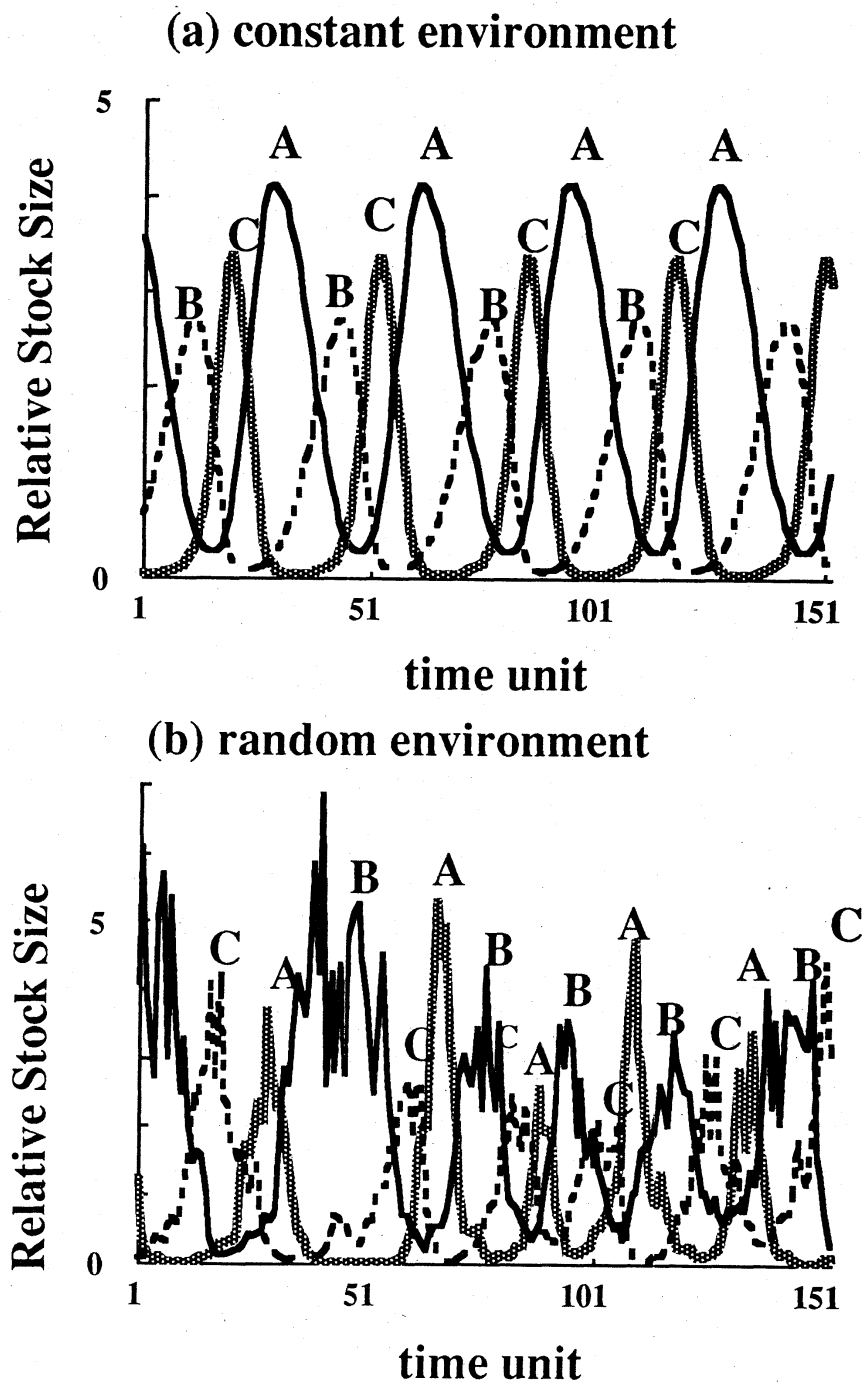 (a) constant environment
5
A A A A
C C C C
B B B B
0
1 51 101 151
Relative Stock Size
time unit
(b) random environment
B A A C
5
C A B B A B
C C A B C
C
0
1 51 101 151
Relative Stock Size
time unit